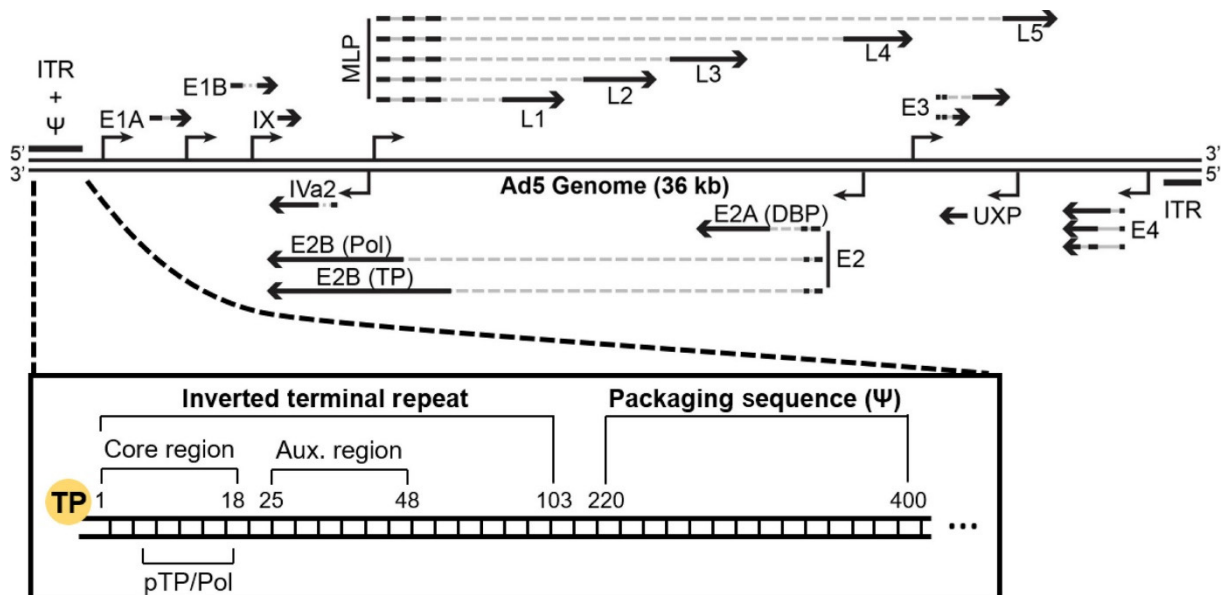 L5
L4
MLP
L3
L2
L1
ITR
+
Ψ
E1B
E1A
IX
E3
5’
3’
3’
5’
Ad5 Genome (36 kb)
IVa2
E2A (DBP)
UXP
ITR
E4
E2B (Pol)
E2
E2B (TP)
Inverted terminal repeat
Packaging sequence (Ψ)
Core region
Aux. region
TP
1
18
25
48
103
220
400
...
pTP/Pol